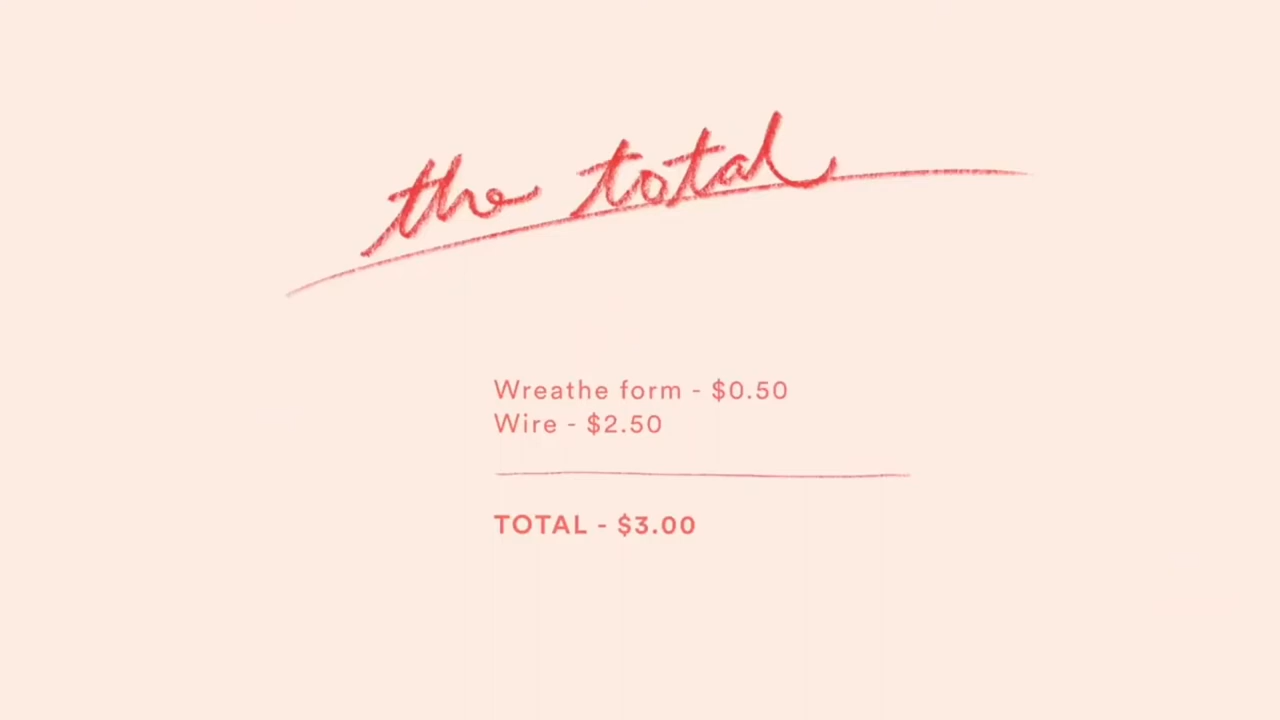 the total
Wreathe form - $0.50
Wire - $2.50
TOTAL - $3.00